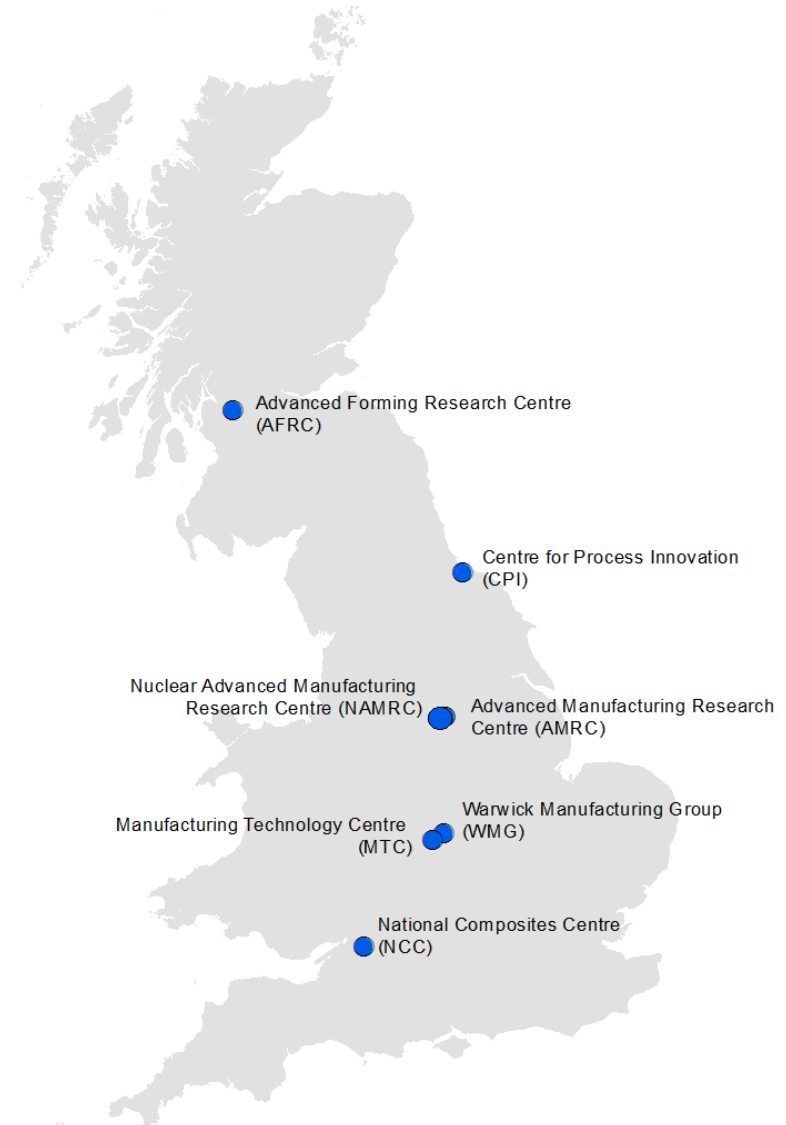 Advanced Forming Research Centre
(AFRC)
Centre for Process Innovation
(CPI)
Nuclear Advanced Manufacturing
Research Centre (NAMRC)
Advanced Manufacturing Research
Centre (AMRC)
Warwick Manufacturing Group
(WMG)
Manufacturing Technology Centre
(MTC)
National Composites Centre
(NCC)